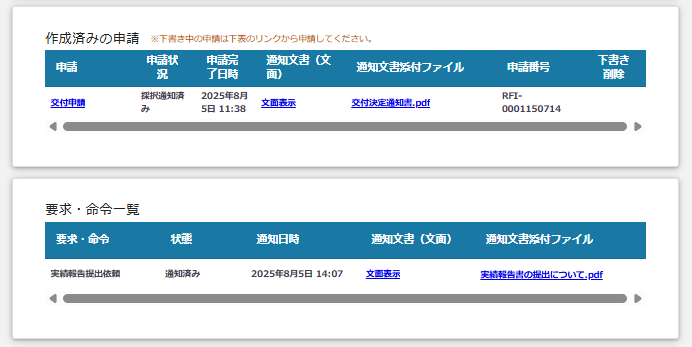 作成済みの申請 ※下書き中の申請は下表のリンクから申請してください。
申請 申請状況 申請完了日時 通知文書（文面） 通知文書添付ファイル 申請番号 下書き削除
交付申請 採択通知済み 2025年8月5日 11:38 文面表示 交付決定通知書.pdf RFI-0001150714
要求・命令一覧
要求・命令 状態 通知日時 通知文書（文面） 通知文書添付ファイル
実績報告提出依頼 通知済み 2025年8月5日 14:07 文面表示 実績報告書の提出について.pdf